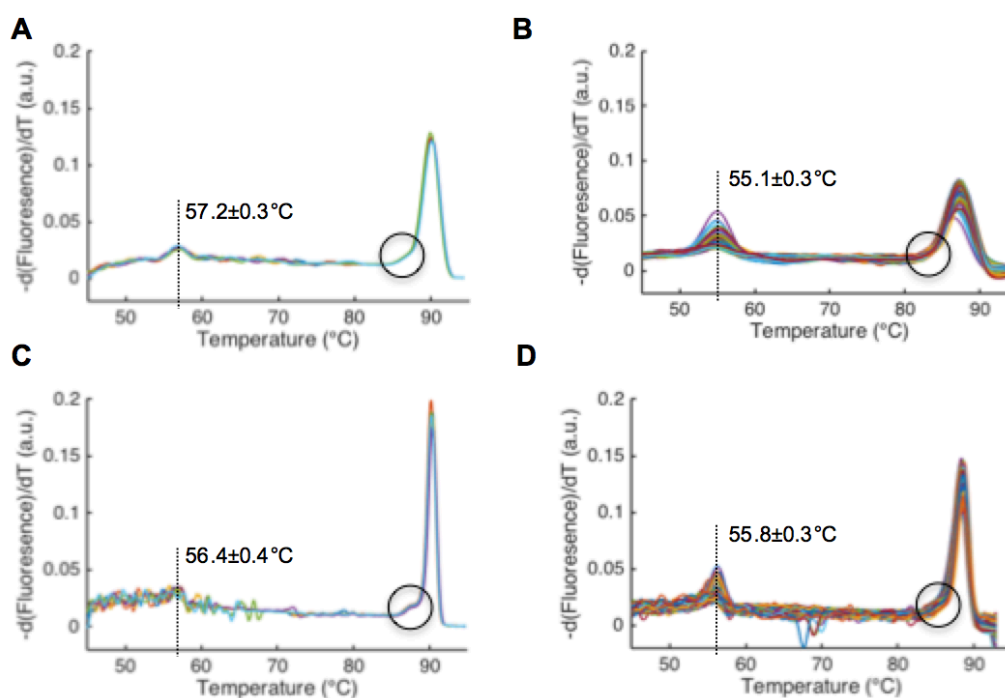 A
0.2
0.15
0.1
0.05
0
-d(Fluoresence)/dT (a.u.)
57.2±0.3°C
50 60 70 80 90
Temperature (°C)
B
0.2
0.15
0.1
0.05
0
-d(Fluoresence)/dT (a.u.)
55.1±0.3°C
50 60 70 80 90
Temperature (°C)
C
0.2
0.15
0.1
0.05
0
-d(Fluoresence)/dT (a.u.)
56.4±0.4°C
50 60 70 80 90
Temperature (°C)
D
0.2
0.15
0.1
0.05
0
-d(Fluoresence)/dT (a.u.)
55.8±0.3°C
50 60 70 80 90
Temperature (°C)